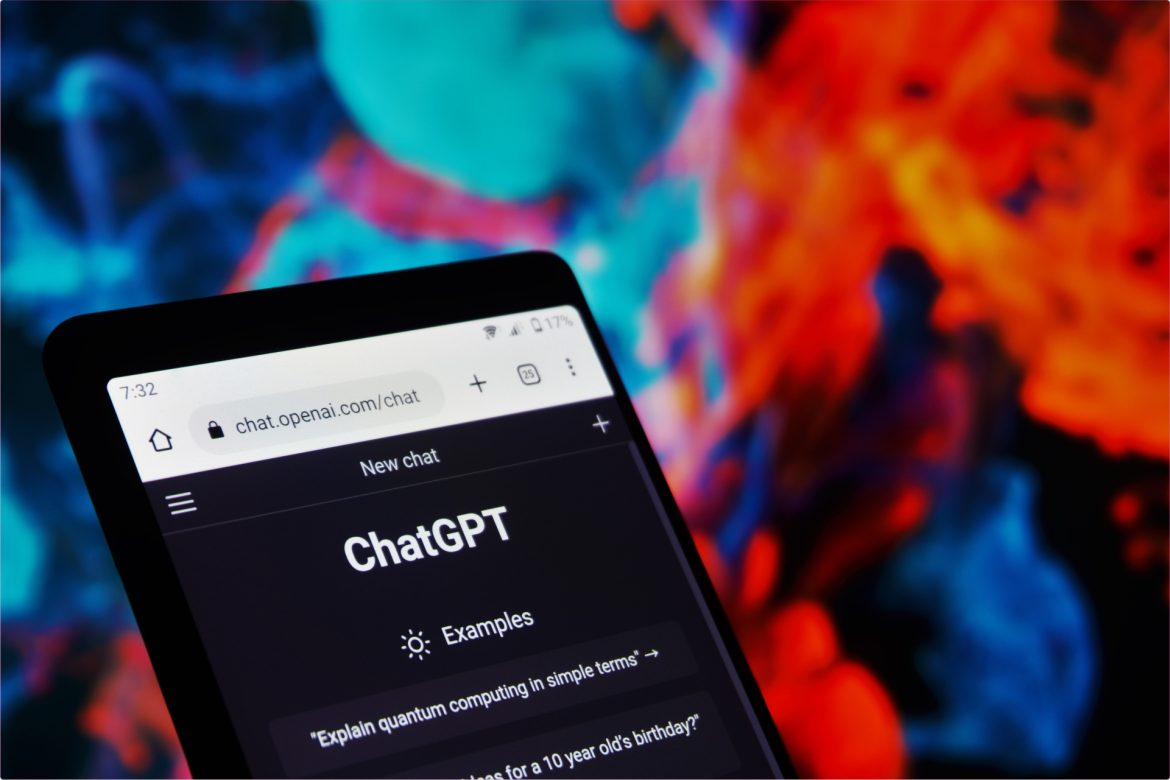 7:32 17%
chat.openai.com/chat 25
New chat
ChatGPT
Examples
"Explain quantum computing in simple terms" →
for a 10 year old's birthday?"